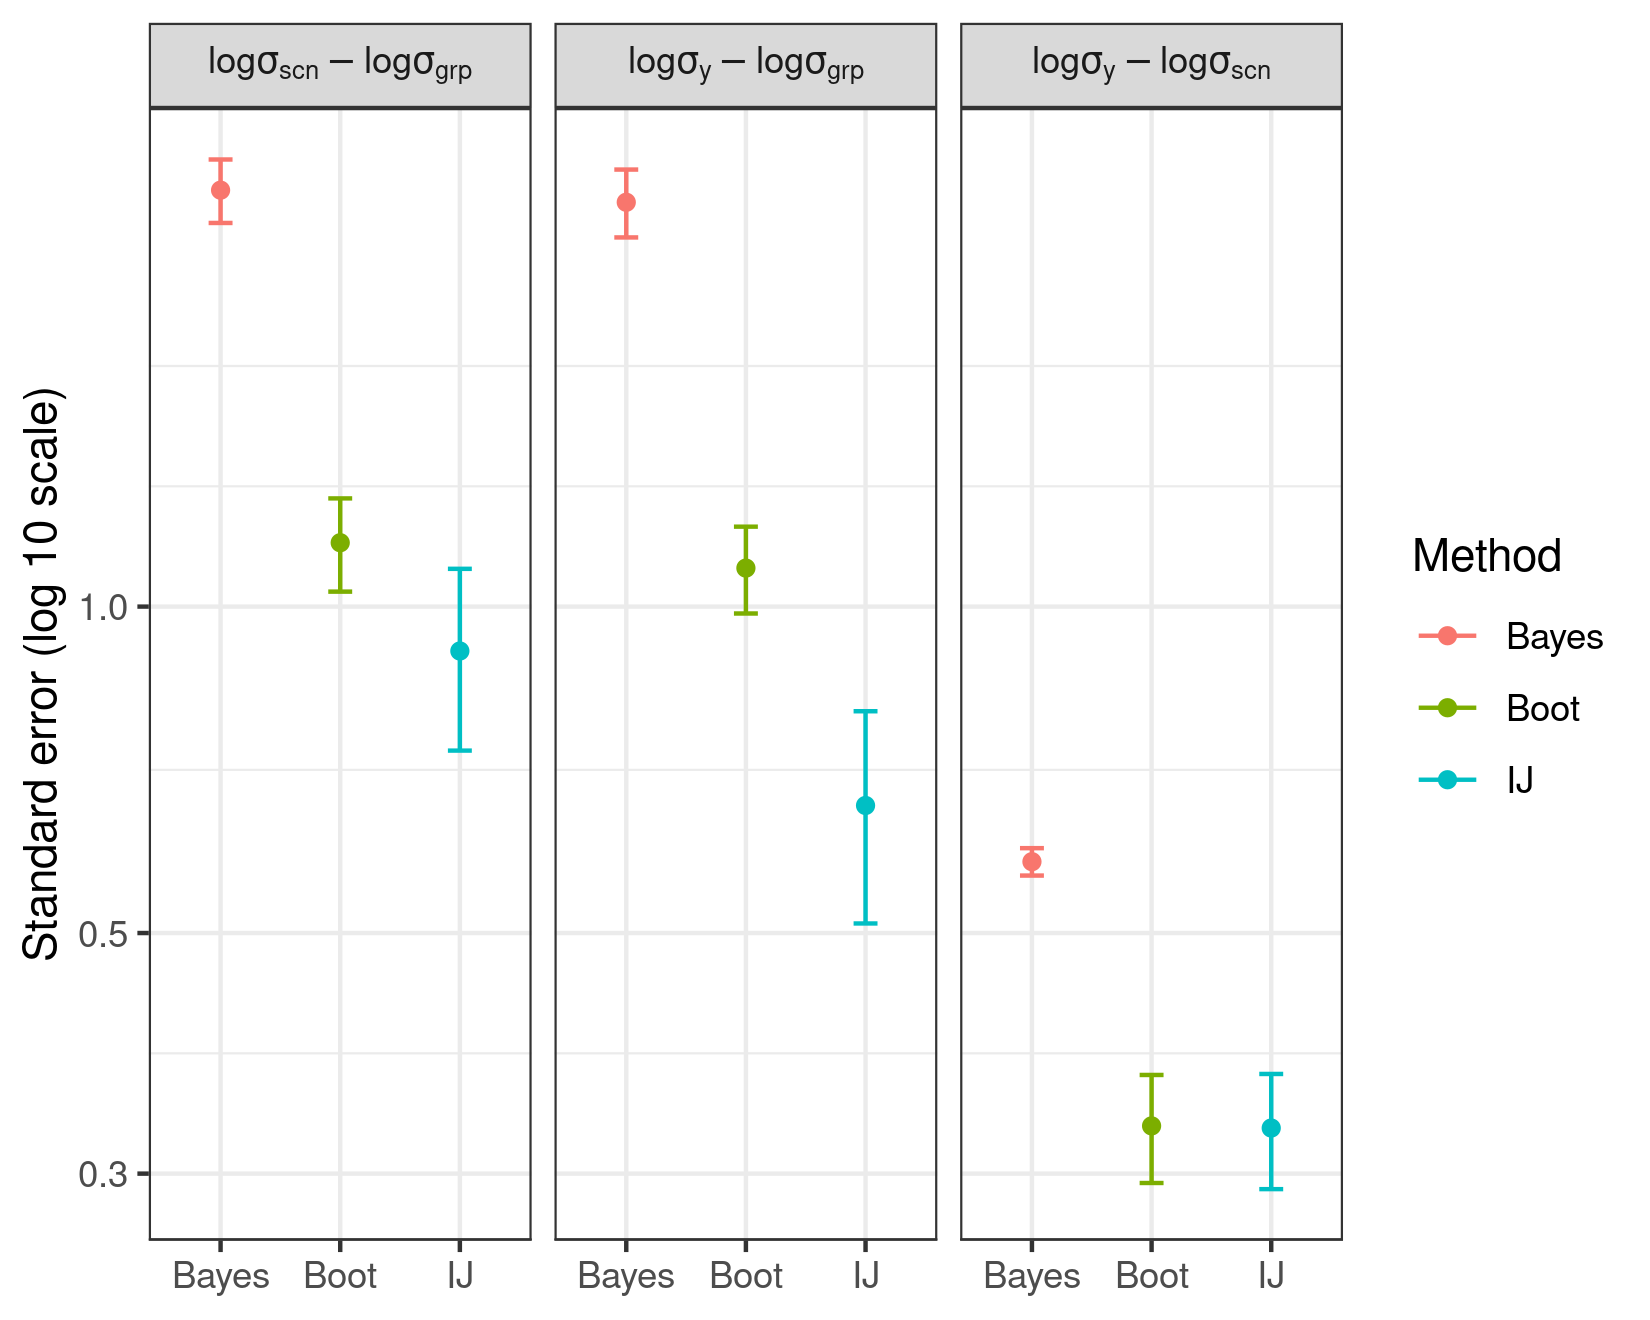 logσscn − logσgrp
logσy − logσgrp
logσy − logσscn
Standard error (log 10 scale)
1.0
0.5
0.3
Bayes Boot IJ
Bayes Boot IJ
Bayes Boot IJ
Method
Bayes
Boot
IJ